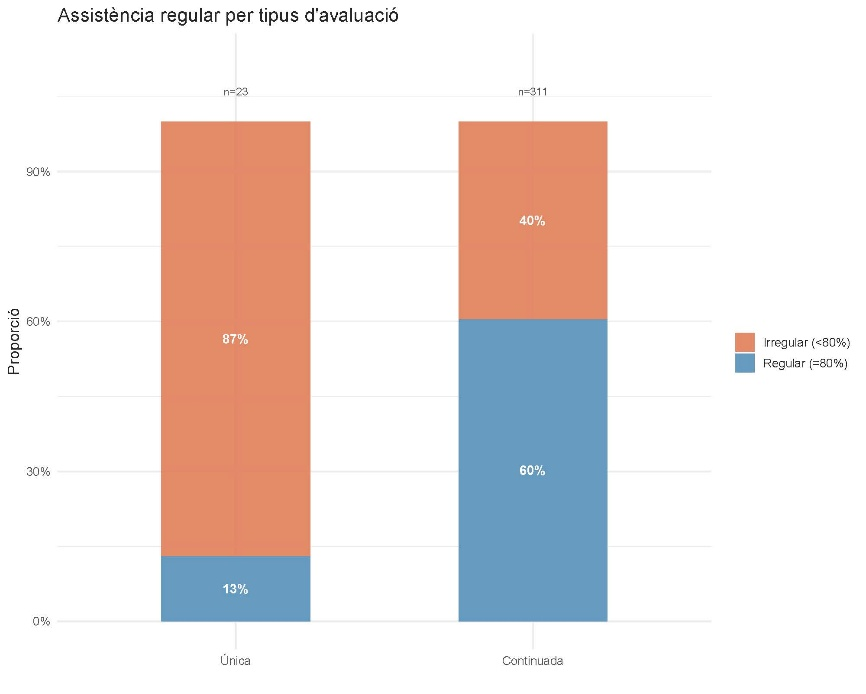 Assistència regular per tipus d'avaluació
n=23
n=311
90%
60%
30%
0%
Proporció
40%
87%
60%
13%
Única
Continuada
Irregular (<80%)
Regular (=80%)